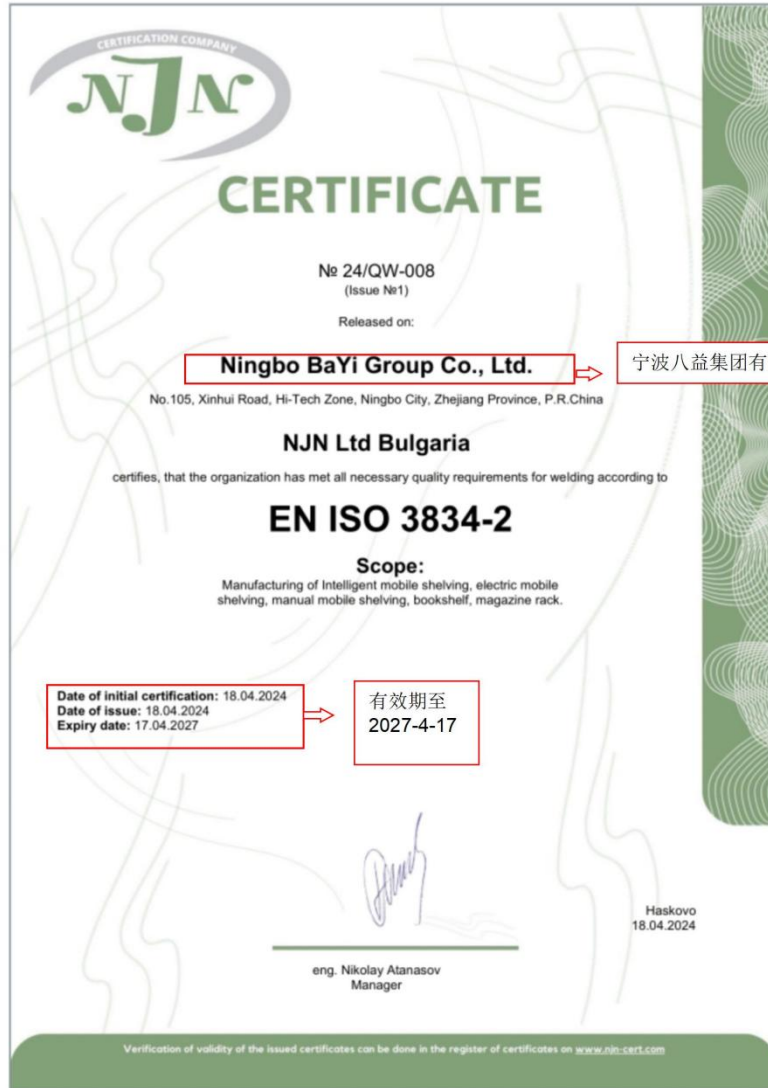 CERTIFICATION COMPANY
NJN
CERTIFICATE
№ 24/QW-008
(Issue №1)
Released on:
Ningbo BaYi Group Co., Ltd.
宁波八益集团有
No.105, Xinhui Road, Hi-Tech Zone, Ningbo City, Zhejiang Province, P.R.China
NJN Ltd Bulgaria
certifies, that the organization has met all necessary quality requirements for welding according to
EN ISO 3834-2
Scope:
Manufacturing of Intelligent mobile shelving, electric mobile
shelving, manual mobile shelving, bookshelf, magazine rack.
Date of initial certification: 18.04.2024
Date of issue: 18.04.2024
Expiry date: 17.04.2027
有效期至
2027-4-17
Haskovo
18.04.2024
eng. Nikolay Atanasov
Manager
Verification of validity of the issued certificates can be done in the register of certificates on www.njn-cert.com